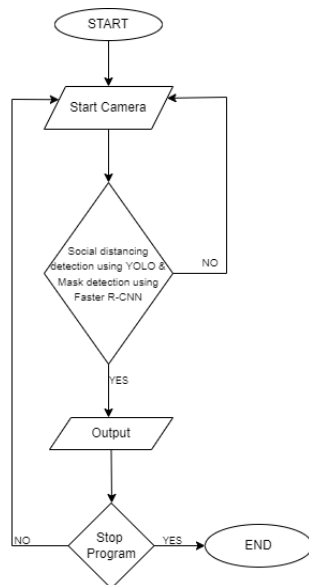 START
Start Camera
Social distancing
detection using YOLO &
Mask detection using
Faster R-CNN
NO
YES
Output
Stop
Program
NO
YES
END